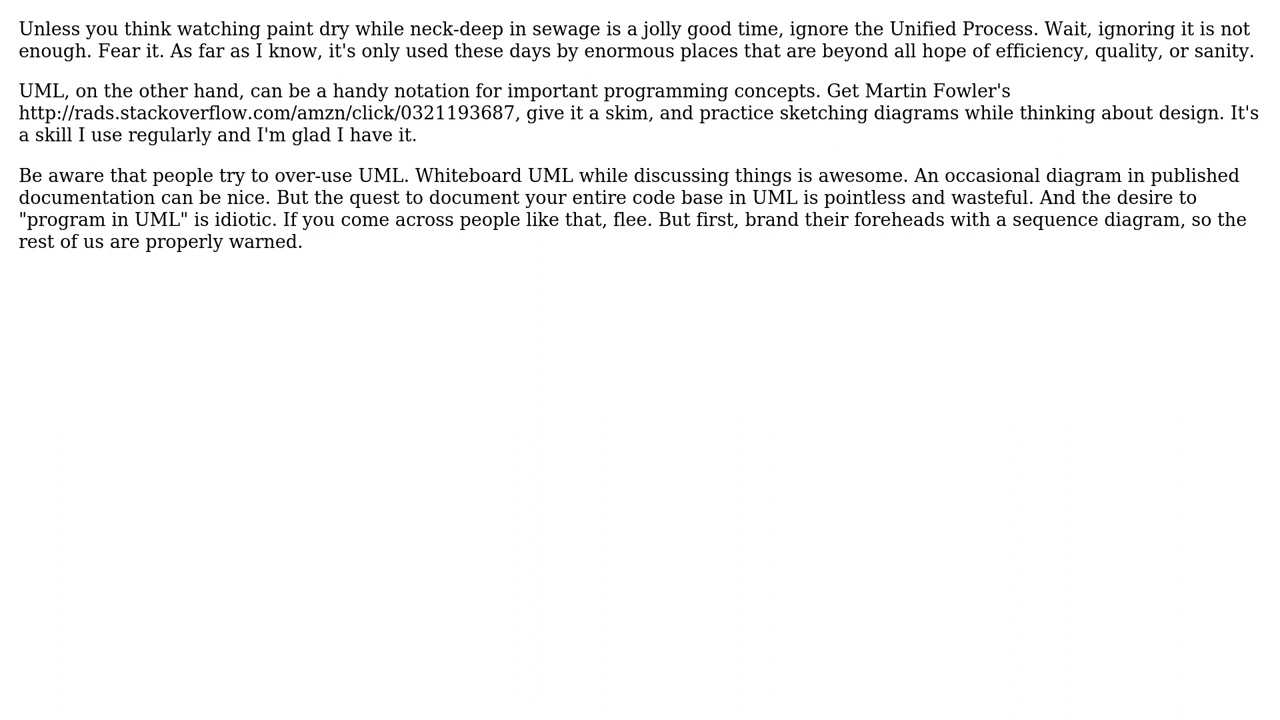 Unless you think watching paint dry while neck-deep in sewage is a jolly good time, ignore the Unified Process. Wait, ignoring it is not
enough. Fear it. As far as I know, it's only used these days by enormous places that are beyond all hope of efficiency, quality, or sanity.
UML, on the other hand, can be a handy notation for important programming concepts. Get Martin Fowler's
http://rads.stackoverflow.com/amzn/click/0321193687, give it a skim, and practice sketching diagrams while thinking about design. It's
a skill I use regularly and I'm glad I have it.
Be aware that people try to over-use UML. Whiteboard UML while discussing things is awesome. An occasional diagram in published
documentation can be nice. But the quest to document your entire code base in UML is pointless and wasteful. And the desire to
"program in UML" is idiotic. If you come across people like that, flee. But first, brand their foreheads with a sequence diagram, so the
rest of us are properly warned.